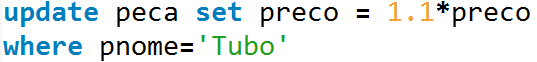 update peca set preco = 1.1*preco
where pnome='Tubo'